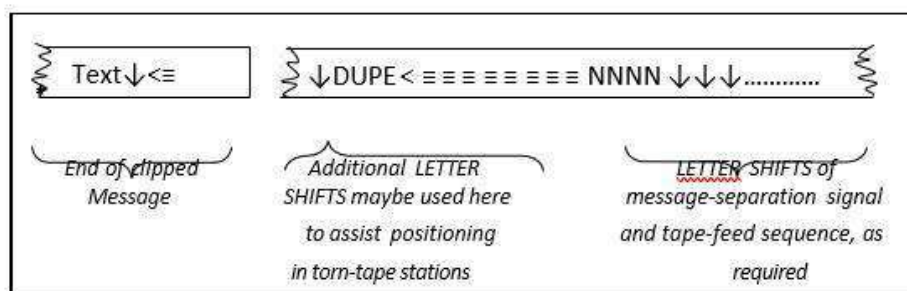 Text↓<≡
↓DUPE< ≡ ≡ ≡ ≡ ≡ ≡ ≡ ≡ NNNN ↓↓↓............
End of clipped
Message
Additional LETTER
SHIFTS maybe used here
to assist positioning
in torn-tape stations
LETTER SHIFTS of
message-separation signal
and tape-feed sequence, as
required